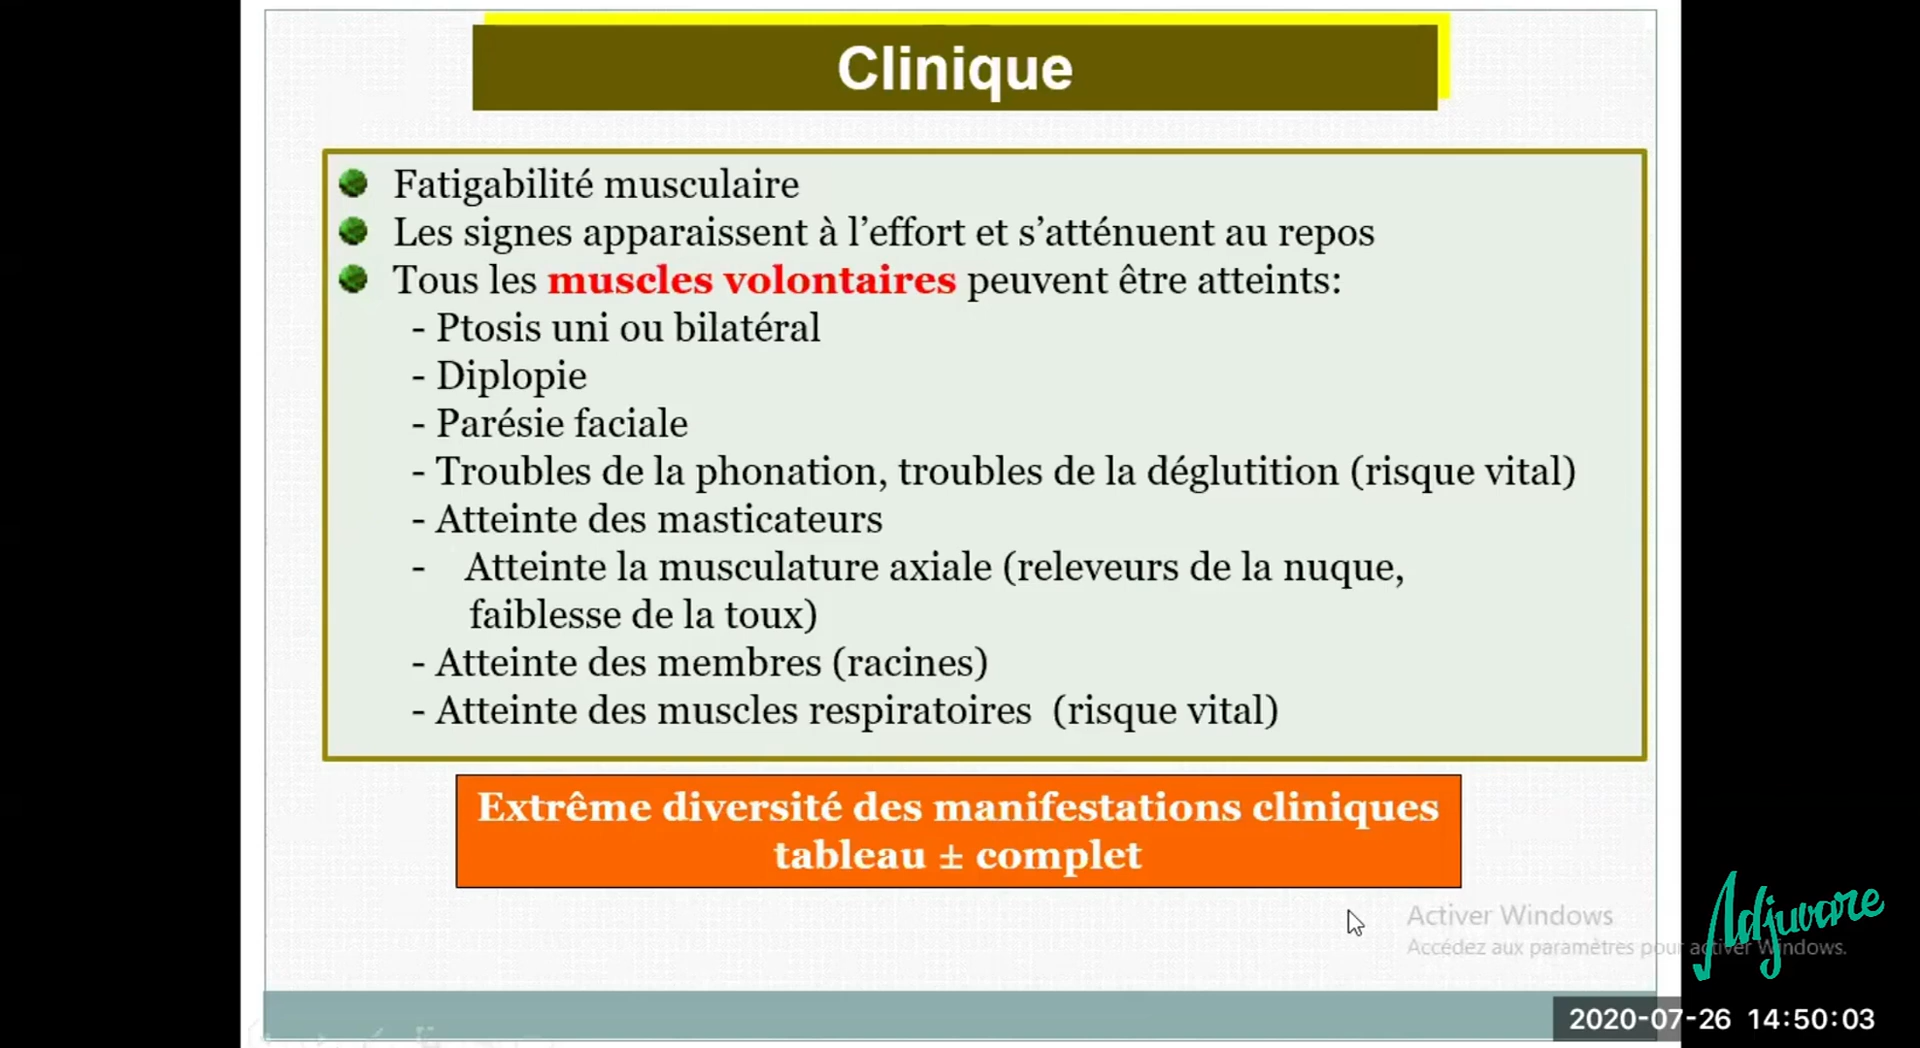 Clinique
Fatigabilité musculaire
Les signes apparaissent à l’effort et s’atténuent au repos
Tous les muscles volontaires peuvent être atteints:
- Ptosis uni ou bilatéral
- Diplopie
- Parésie faciale
- Troubles de la phonation, troubles de la déglutition (risque vital)
- Atteinte des masticateurs
- Atteinte la musculature axiale (releveurs de la nuque,
faiblesse de la toux)
- Atteinte des membres (racines)
- Atteinte des muscles respiratoires (risque vital)
Extrême diversité des manifestations cliniques
tableau ± complet
Activer Windows
Accédez aux paramètres pour activer Windows.
Adjuvare
2020-07-26 14:50:03